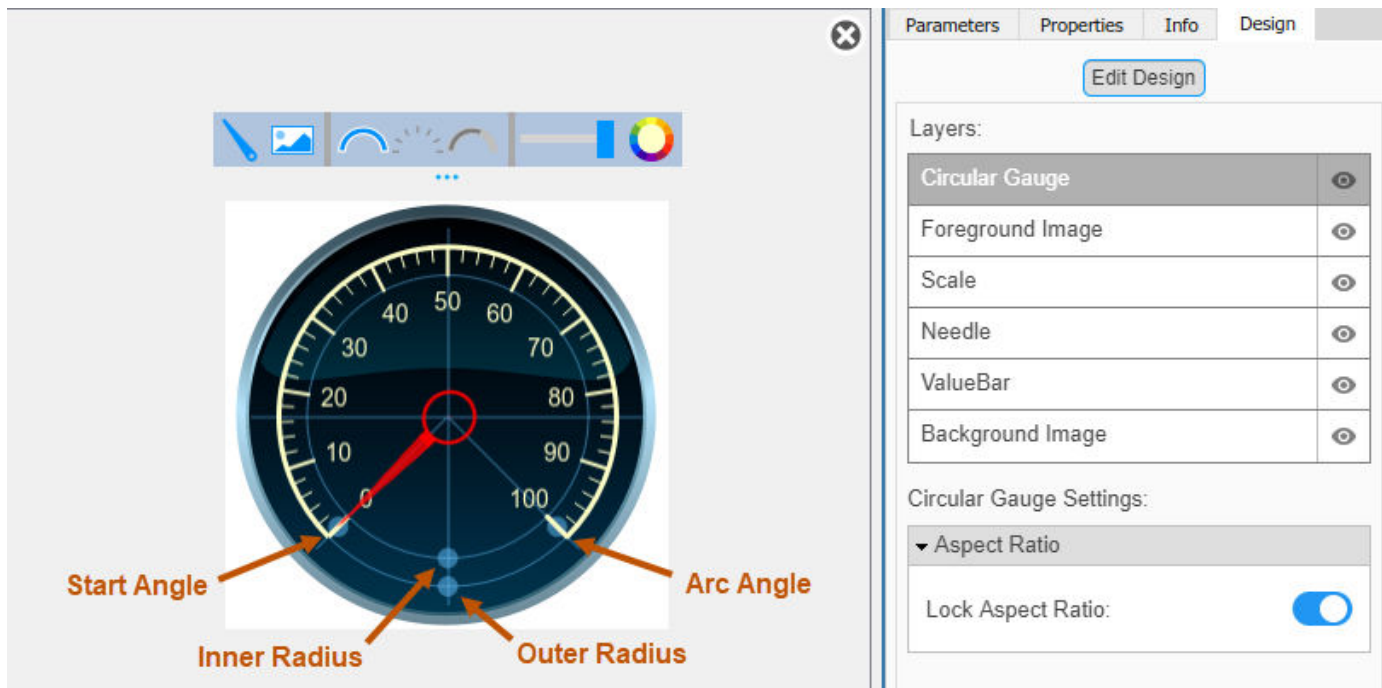 Parameters Properties Info Design
Edit Design
Layers:
Circular Gauge
Foreground Image
Scale
Needle
ValueBar
Background Image
Circular Gauge Settings:
Aspect Ratio
Lock Aspect Ratio:
0
10
20
30
40
50
60
70
80
90
100
Start Angle
Arc Angle
Inner Radius
Outer Radius